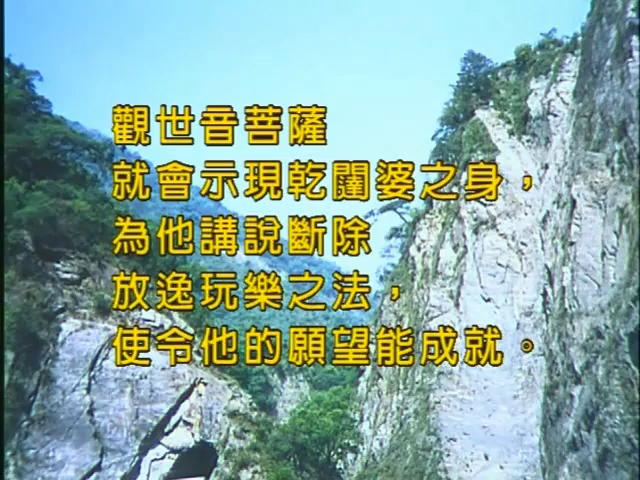 觀世音菩薩
就會示現乾闥婆之身，
為他講說斷除
放逸玩樂之法，
使令他的願望能成就。